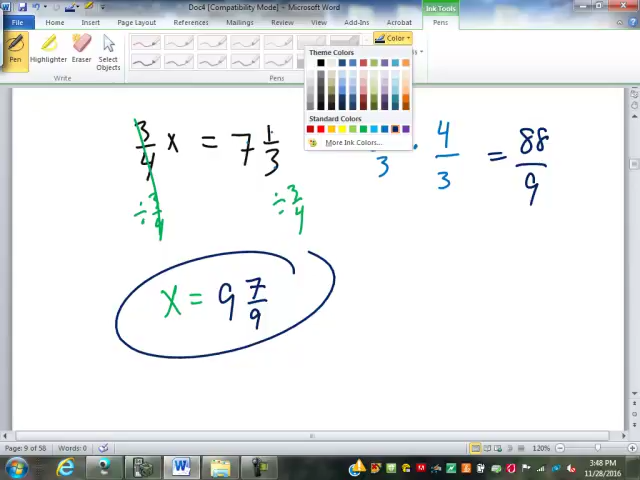 Doc4 [Compatibility Mode] - Microsoft Word
Ink Tools
File Home Insert Page Layout References Mailings Review View Add-Ins Acrobat Pens
Pen Highlighter Eraser Select Objects
Color
Write Pens
Theme Colors
Standard Colors
More Ink Colors...
3/4 x = 7 1/3
÷ 3/4 ÷ 3/4
3 · 4/3 = 88/9
x = 9 7/9
Page: 9 of 58 Words: 0 120%
3:48 PM
11/28/2016